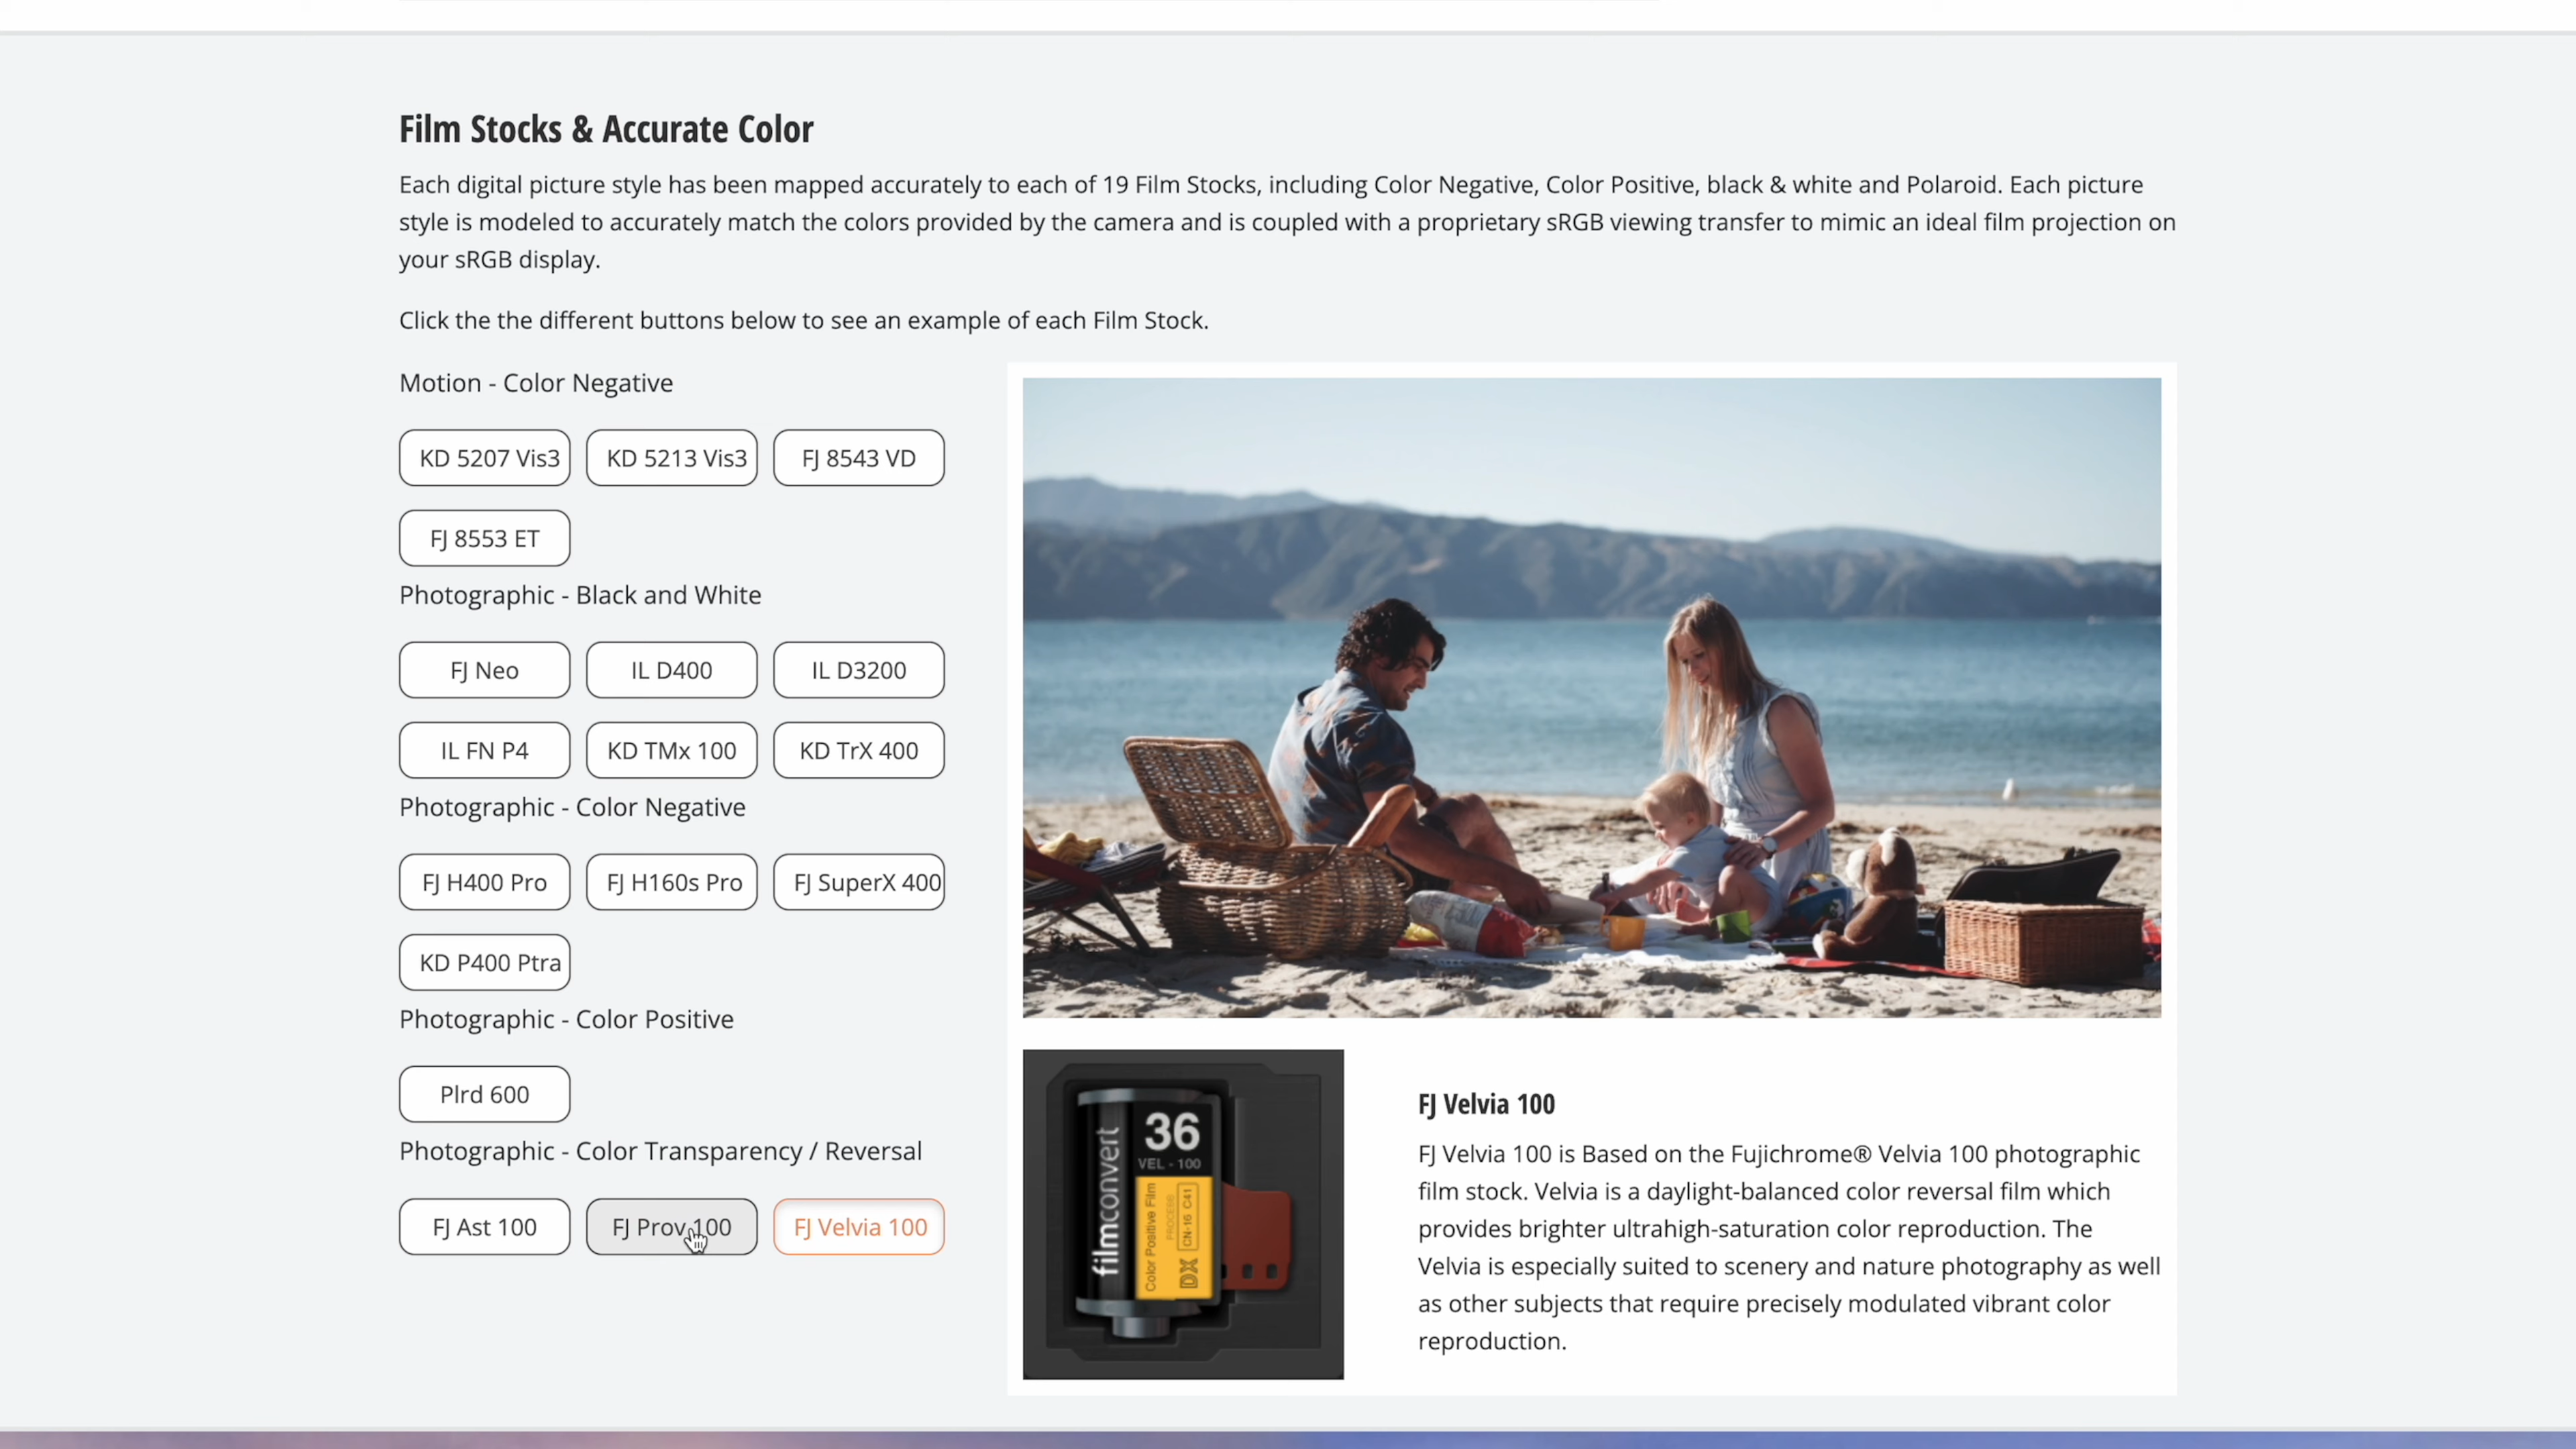 Film Stocks & Accurate Color
Each digital picture style has been mapped accurately to each of 19 Film Stocks, including Color Negative, Color Positive, black & white and Polaroid. Each picture
style is modeled to accurately match the colors provided by the camera and is coupled with a proprietary sRGB viewing transfer to mimic an ideal film projection on
your sRGB display.
Click the the different buttons below to see an example of each Film Stock.
Motion - Color Negative
KD 5207 Vis3
KD 5213 Vis3
FJ 8543 VD
FJ 8553 ET
Photographic - Black and White
FJ Neo
IL D400
IL D3200
IL FN P4
KD TMx 100
KD TrX 400
Photographic - Color Negative
FJ H400 Pro
FJ H160s Pro
FJ SuperX 400
KD P400 Ptra
Photographic - Color Positive
Plrd 600
Photographic - Color Transparency / Reversal
FJ Ast 100
FJ Prov 100
FJ Velvia 100
36
VEL - 100
filmconvert
Color Positive Film
PROCESS
CN-16 C41
DX
FJ Velvia 100
FJ Velvia 100 is Based on the Fujichrome® Velvia 100 photographic
film stock. Velvia is a daylight-balanced color reversal film which
provides brighter ultrahigh-saturation color reproduction. The
Velvia is especially suited to scenery and nature photography as well
as other subjects that require precisely modulated vibrant color
reproduction.